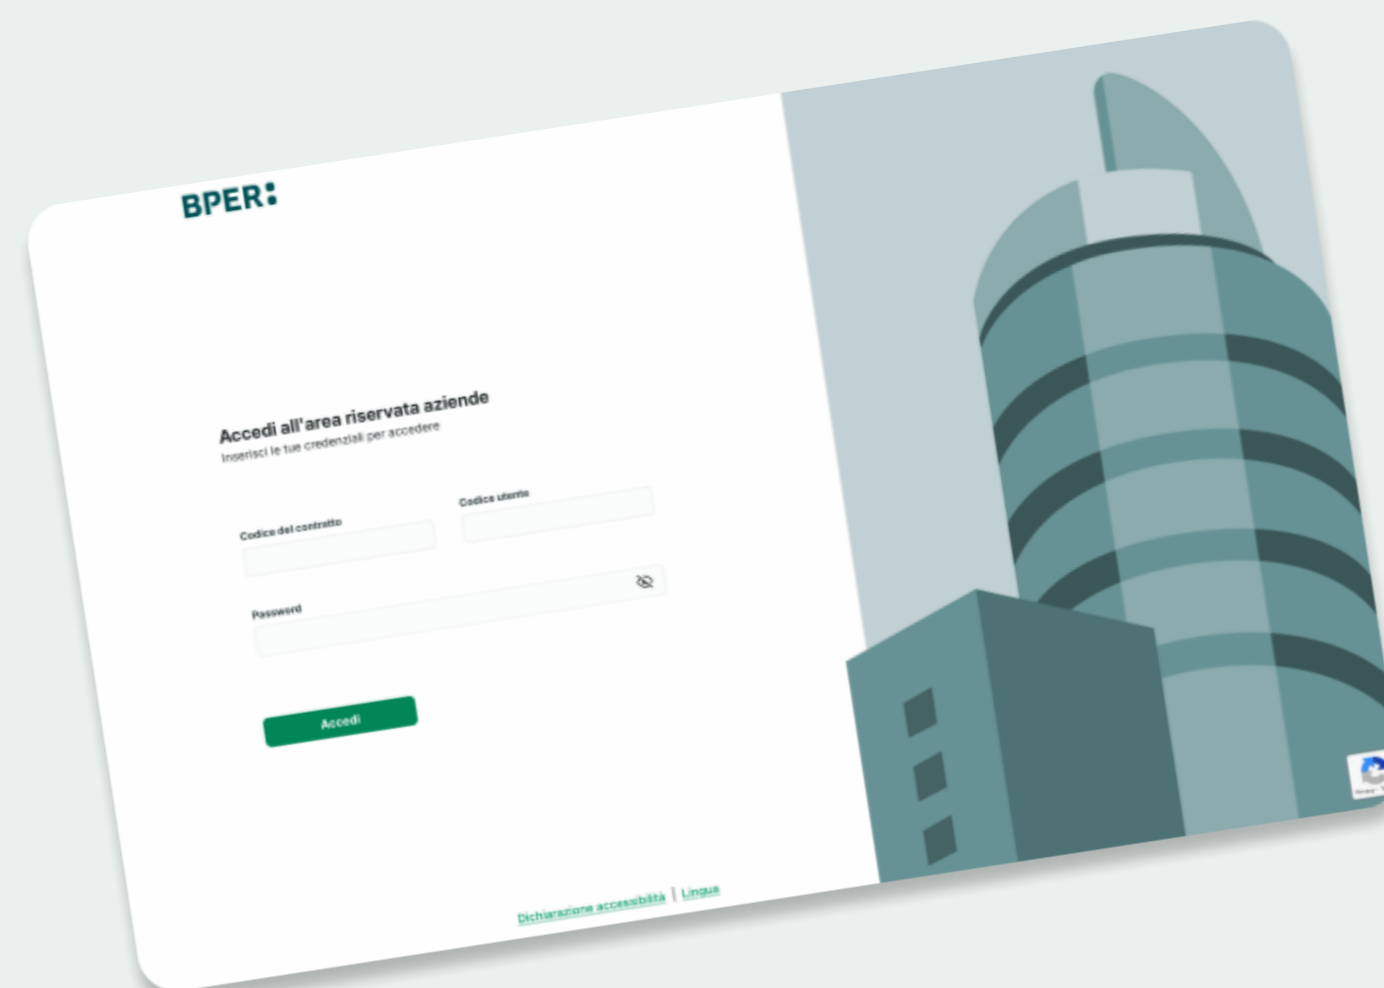 BPER:
Accedi all'area riservata aziende
Inserisci le tue credenziali per accedere
Codice del contratto
Codice utente
Password
Accedi
Dichiarazione accessibilità | Lingua